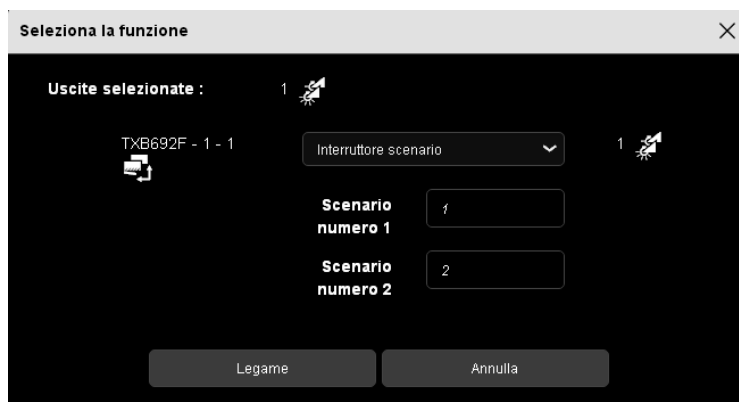 Seleziona la funzione
Uscite selezionate : 1
TXB692F - 1 - 1 Interruttore scenario 1
Scenario
numero 1 1
Scenario
numero 2 2
Legame Annulla